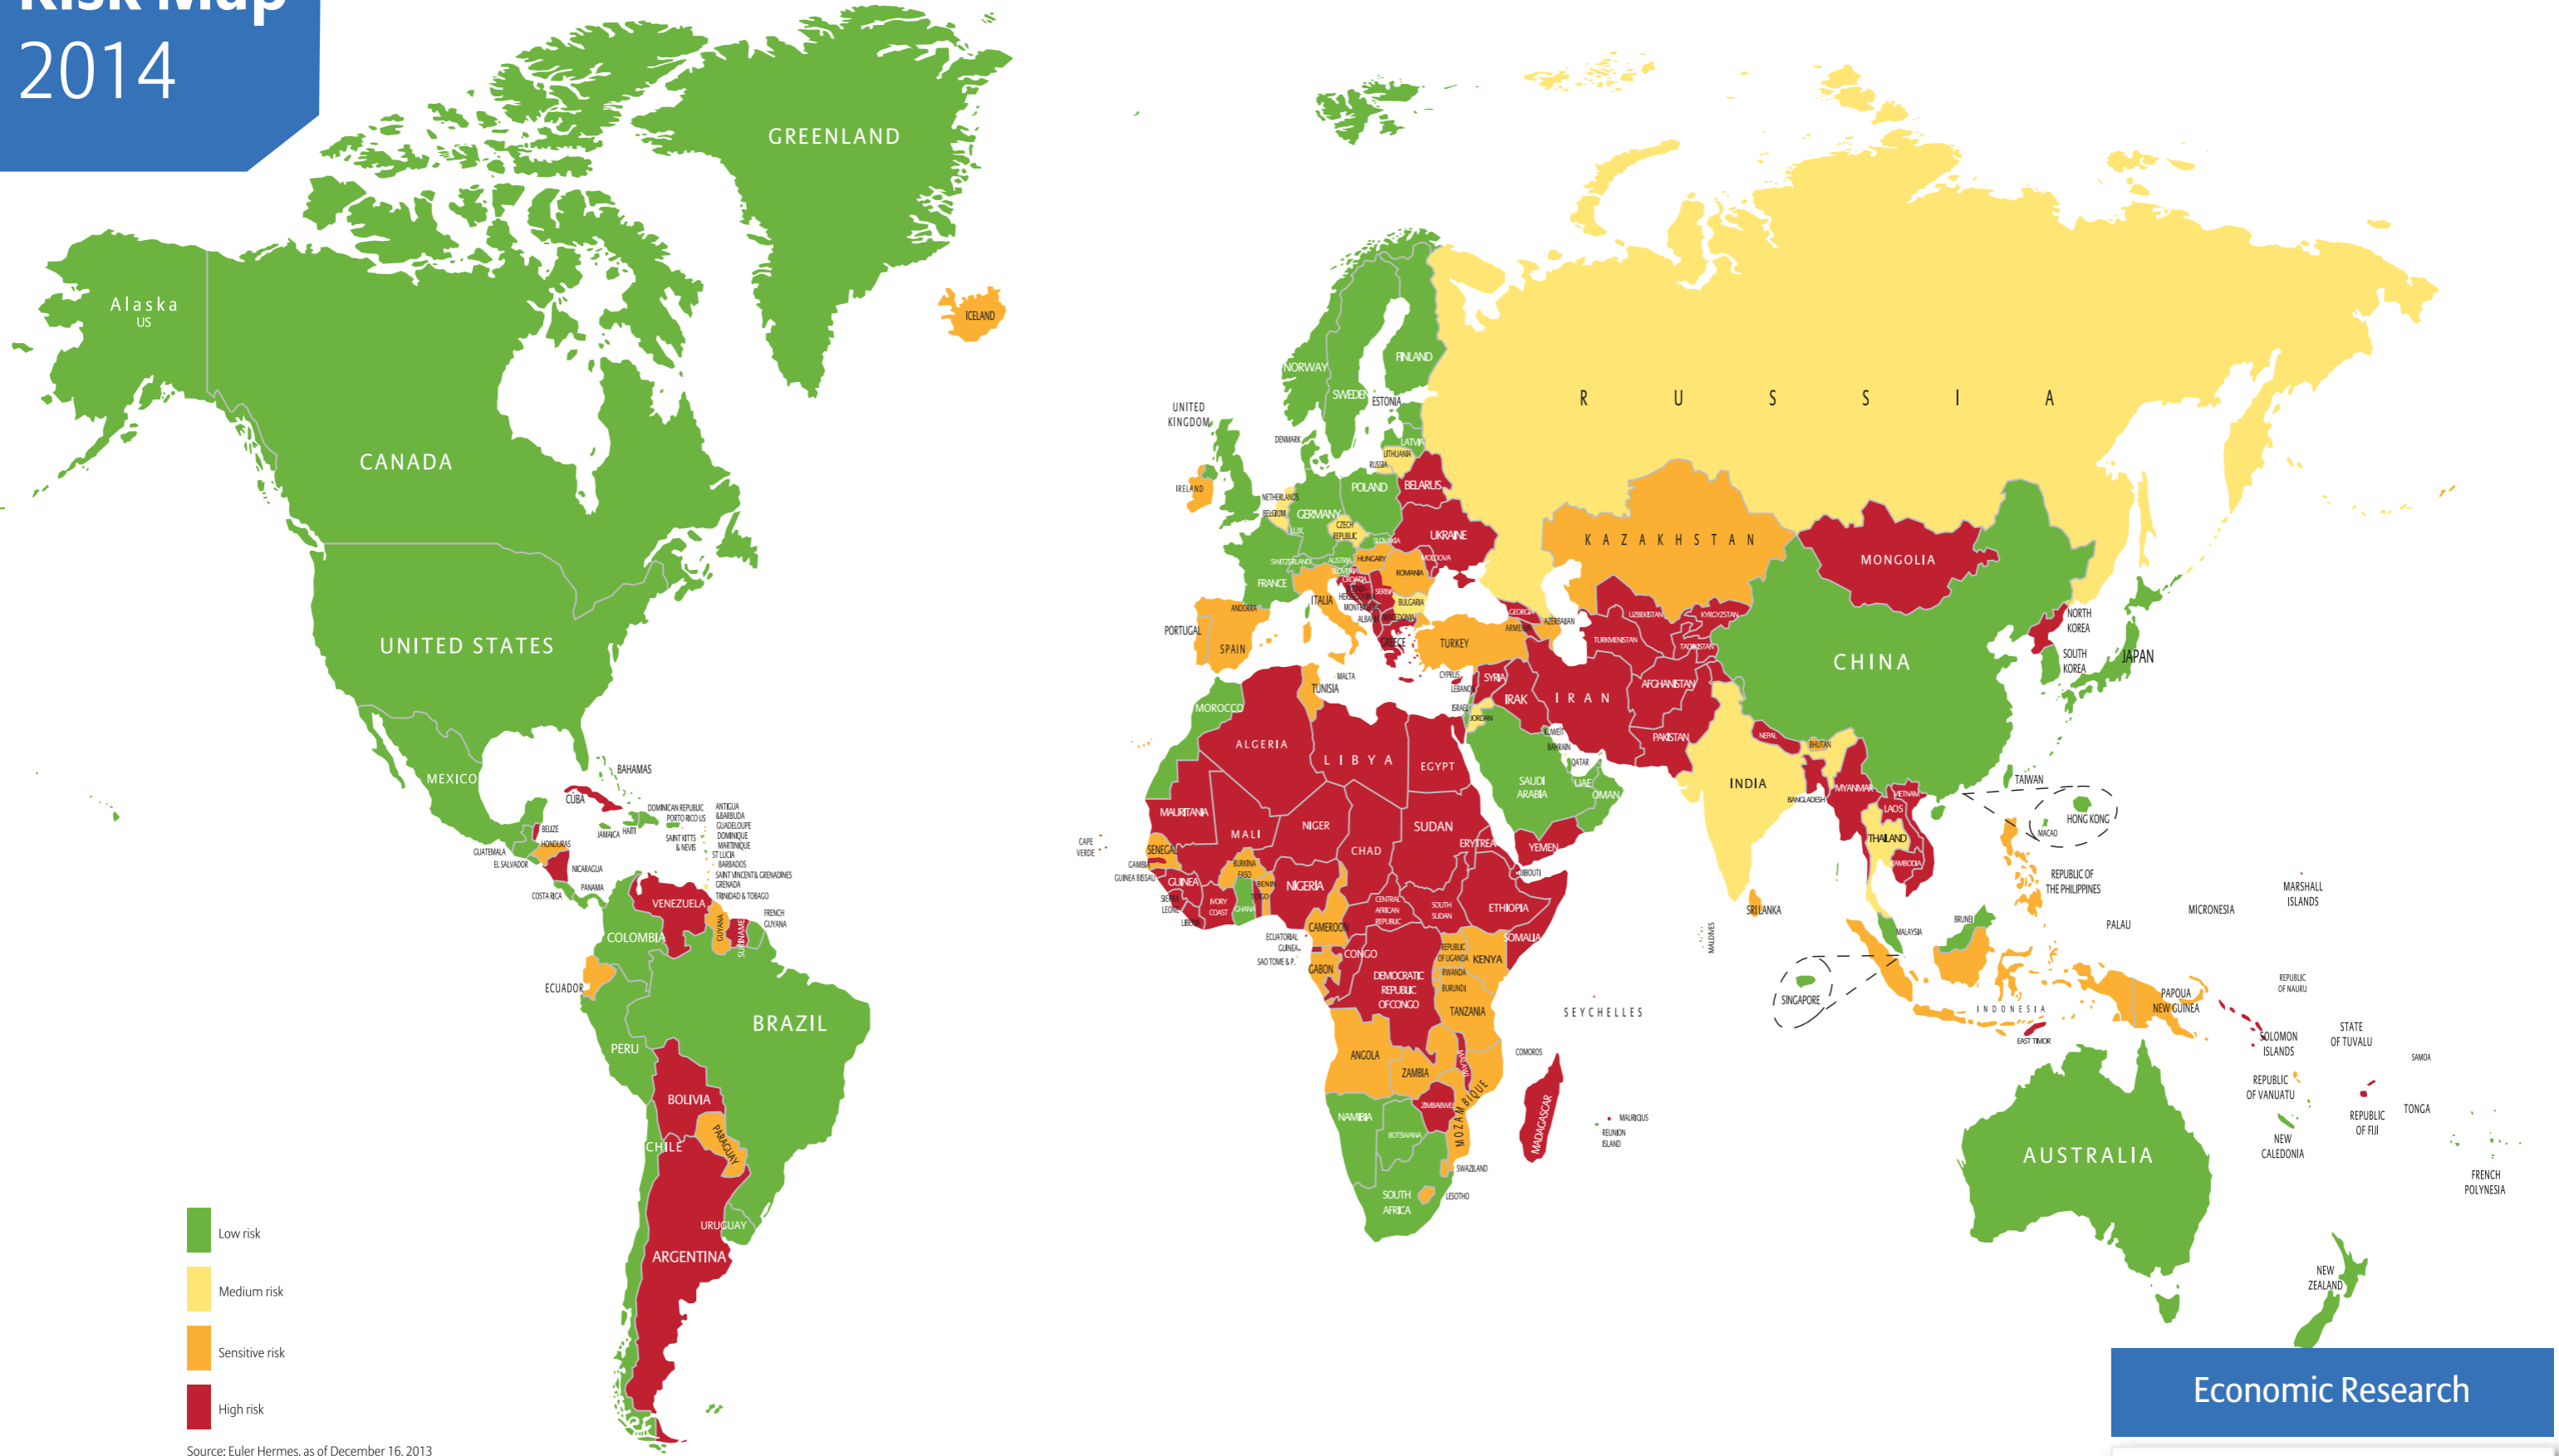 Risk Map
2014
GREENLAND
ICELAND
Alaska
US
CANADA
UNITED STATES
MEXICO
BAHAMAS
CUBA
DOMINICAN REPUBLIC
PORTO RICO US
JAMAICA
HAITI
SAINT KITTS
& NEVIS
ANTIGUA
&BARBUDA
GUADELOUPE
DOMINIQUE
MARTINIQUE
ST LUCIA
BARBADOS
SAINT VINCENT& GRENADINES
GRENADA
TRINIDAD & TOBAGO
BELIZE
GUATEMALA
HONDURAS
EL SALVADOR
NICARAGUA
COSTA RICA
PANAMA
VENEZUELA
GUYANA
SURINAME
FRENCH
GUYANA
COLOMBIA
ECUADOR
PERU
BRAZIL
BOLIVIA
PARAGUAY
CHILE
URUGUAY
ARGENTINA
NORWAY
SWEDEN
FINLAND
ESTONIA
LATVIA
LITHUANIA
RUSSIA
UNITED
KINGDOM
IRELAND
DENMARK
NETHERLANDS
BELGIUM
LUX.
GERMANY
POLAND
BELARUS
CZECH
REPUBLIC
SLOVAKIA
UKRAINE
MOLDOVA
FRANCE
SWITZERLAND
AUSTRIA
HUNGARY
SLOVENIA
CROATIA
ROMANIA
SERBIA
BULGARIA
MACEDONIA
GREECE
ITALIA
ANDORRA
PORTUGAL
SPAIN
MALTA
TURKEY
CYPRUS
LEBANON
ISRAEL
JORDAN
SYRIA
IRAK
IRAN
GEORGIA
ARMENIA
AZERBAIJAN
RUSSIA
KAZAKHSTAN
UZBEKISTAN
KYRGYZSTAN
TURKMENISTAN
TADJIKISTAN
AFGHANISTAN
PAKISTAN
MONGOLIA
CHINA
NORTH
KOREA
SOUTH
KOREA
JAPAN
TAIWAN
HONG KONG
MACAO
KUWEIT
BAHRAIN
QATAR
UAE
OMAN
SAUDI
ARABIA
YEMEN
INDIA
NEPAL
BHUTAN
BANGLADESH
MYANMAR
VIETNAM
LAOS
THAILAND
CAMBODIA
SRI LANKA
MALDIVES
MALAYSIA
BRUNEI
SINGAPORE
INDONESIA
EAST TIMOR
REPUBLIC OF
THE PHILIPPINES
PALAU
MICRONESIA
MARSHALL
ISLANDS
REPUBLIC
OF NAURU
PAPOUA
NEW GUINEA
SOLOMON
ISLANDS
STATE
OF TUVALU
SAMOA
REPUBLIC
OF VANUATU
REPUBLIC
OF FIJI
TONGA
NEW
CALEDONIA
FRENCH
POLYNESIA
AUSTRALIA
NEW
ZEALAND
MOROCCO
ALGERIA
TUNISIA
LIBYA
EGYPT
MAURITANIA
MALI
NIGER
CHAD
SUDAN
ERYTREA
DJIBOUTI
CAPE
VERDE
SENEGAL
GAMBIA
GUINEA BISSAU
GUINEA
SIERRA
LEONE
LIBERIA
IVORY
COAST
BURKINA
FASO
GHANA
TOGO
BENIN
NIGERIA
CAMEROON
CENTRAL
AFRICAN
REPUBLIC
SOUTH
SUDAN
ETHIOPIA
SOMALIA
EQUATORIAL
GUINEA
SAO TOME & P.
GABON
CONGO
DEMOCRATIC
REPUBLIC
OF CONGO
REPUBLIC
OF UGANDA
KENYA
RWANDA
BURUNDI
TANZANIA
SEYCHELLES
COMOROS
ANGOLA
ZAMBIA
MALAWI
MOZAMBIQUE
ZIMBABWE
MADAGASCAR
MAURICIUS
REUNION
ISLAND
NAMIBIA
BOTSWANA
SWAZILAND
LESOTHO
SOUTH
AFRICA
Low risk
Medium risk
Sensitive risk
High risk
Source: Euler Hermes, as of December 16, 2013
Economic Research